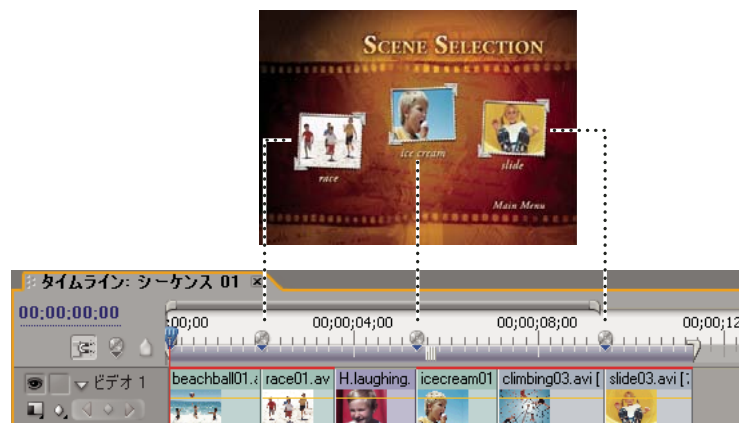 SCENE SELECTION
ice cream
race
slide
Main Menu
タイムライン: シーケンス 01
00;00;00;00
;00;00
00;00;04;00
00;00;08;00
00;00;12
ビデオ 1
beachball01.a
race01.av
H.laughing.
icecream01
climbing03.avi [
slide03.avi [